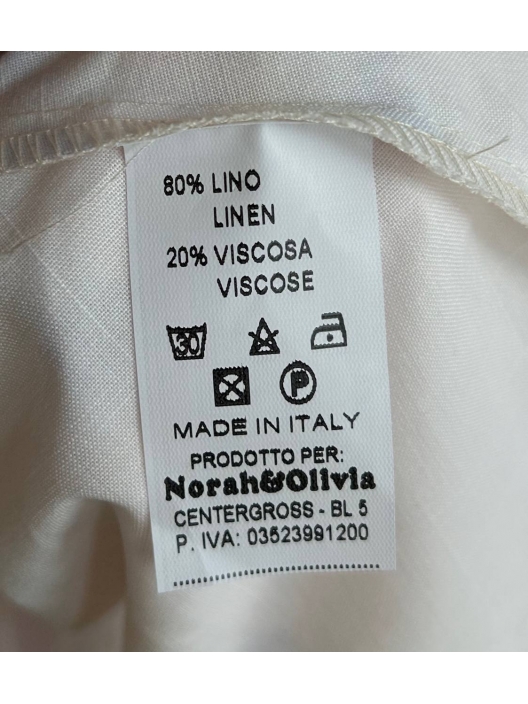 80% LINO
LINEN
20% VISCOSA
VISCOSE
30
P
MADE IN ITALY
PRODOTTO PER:
Norah&Olivia
CENTERGROSS - BL 5
P. IVA: 03523991200